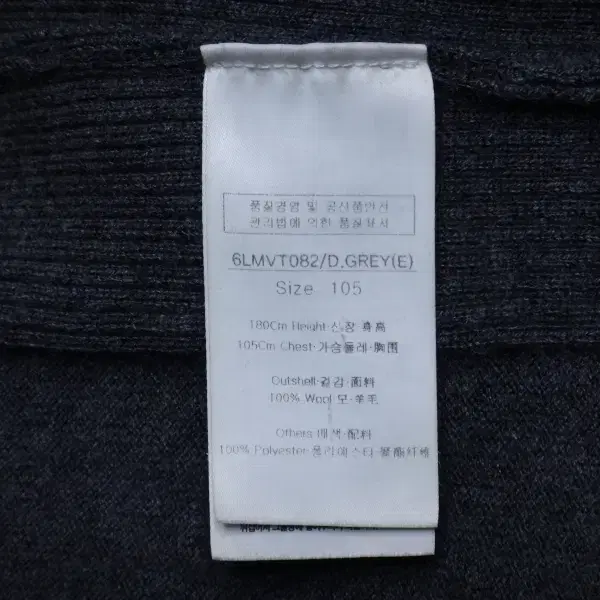 품질경영 및 공산품안전
관리법에 의한 품질표시
6LMVT082/D.GREY(E)
Size 105
180Cm Height·신장·身高
105Cm Chest·가슴둘레·胸围
Outshell·겉감·面料
100% Wool 모·羊毛
Others 배색·配料
100% Polyester·폴리에스타·聚酯纤维